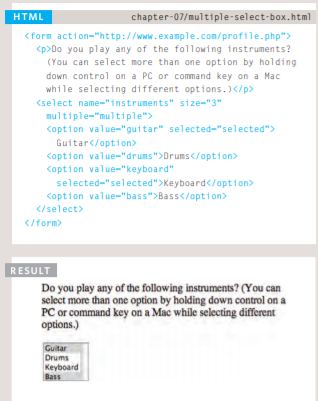 HTML chapter-07/multiple-select-box.html
<form action="http://www.example.com/profile.php">
<p>Do you play any of the following instruments?
(You can select more than one option by holding
down control on a PC or command key on a Mac
while selecting different options.)</p>
<select name="instruments" size="3"
multiple="multiple">
<option value="guitar" selected="selected">
Guitar</option>
<option value="drums">Drums</option>
<option value="keyboard"
selected="selected">Keyboard</option>
<option value="bass">Bass</option>
</select>
</form>
RESULT
Do you play any of the following instruments? (You can
select more than one option by holding down control on a
PC or command key on a Mac while selecting different
options.)
Guitar
Drums
Keyboard
Bass